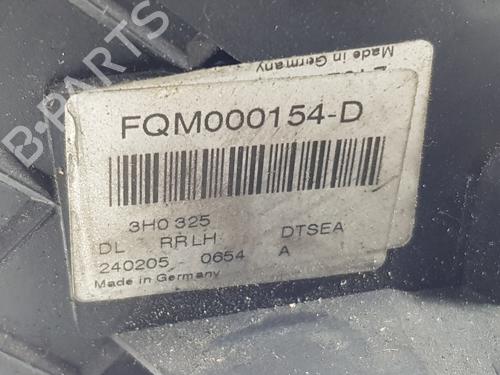 B-PARTS
Made in Germany
FQM000154-D
3H0 325
DL RR LH DTSEA
240205 0654 A
Made in Germany